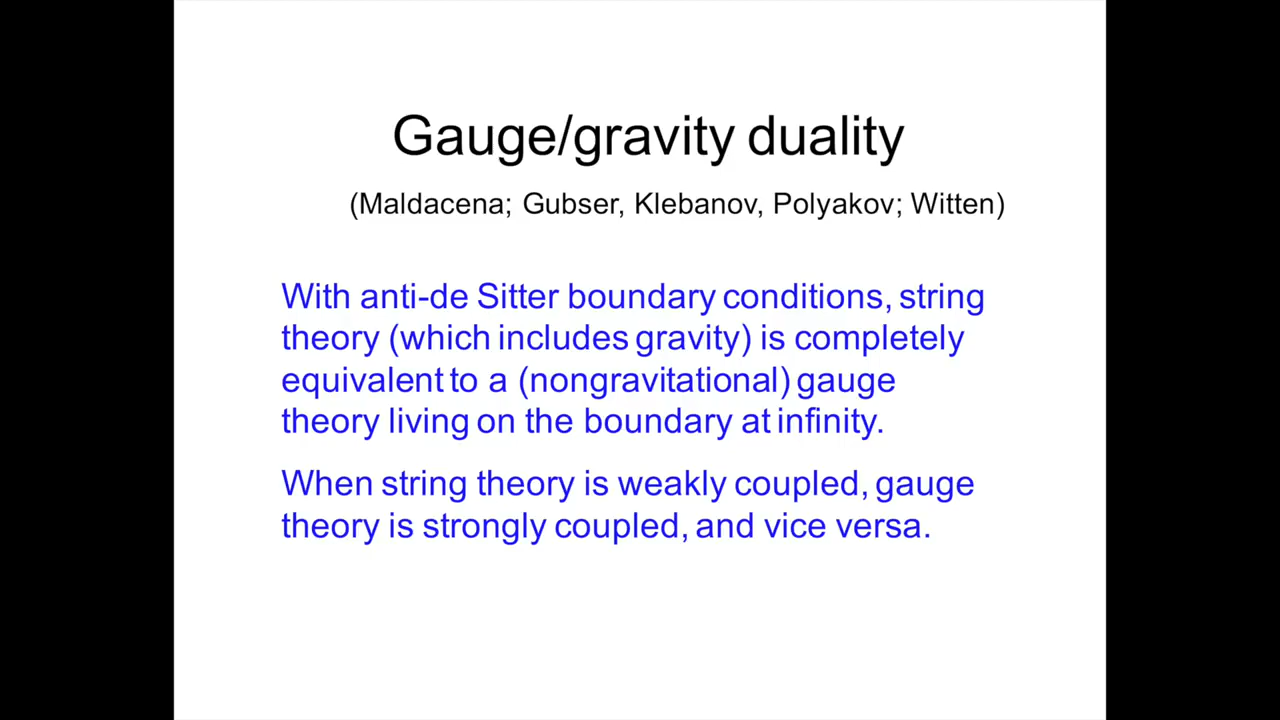 Gauge/gravity duality
(Maldacena; Gubser, Klebanov, Polyakov; Witten)
With anti-de Sitter boundary conditions, string
theory (which includes gravity) is completely
equivalent to a (nongravitational) gauge
theory living on the boundary at infinity.
When string theory is weakly coupled, gauge
theory is strongly coupled, and vice versa.